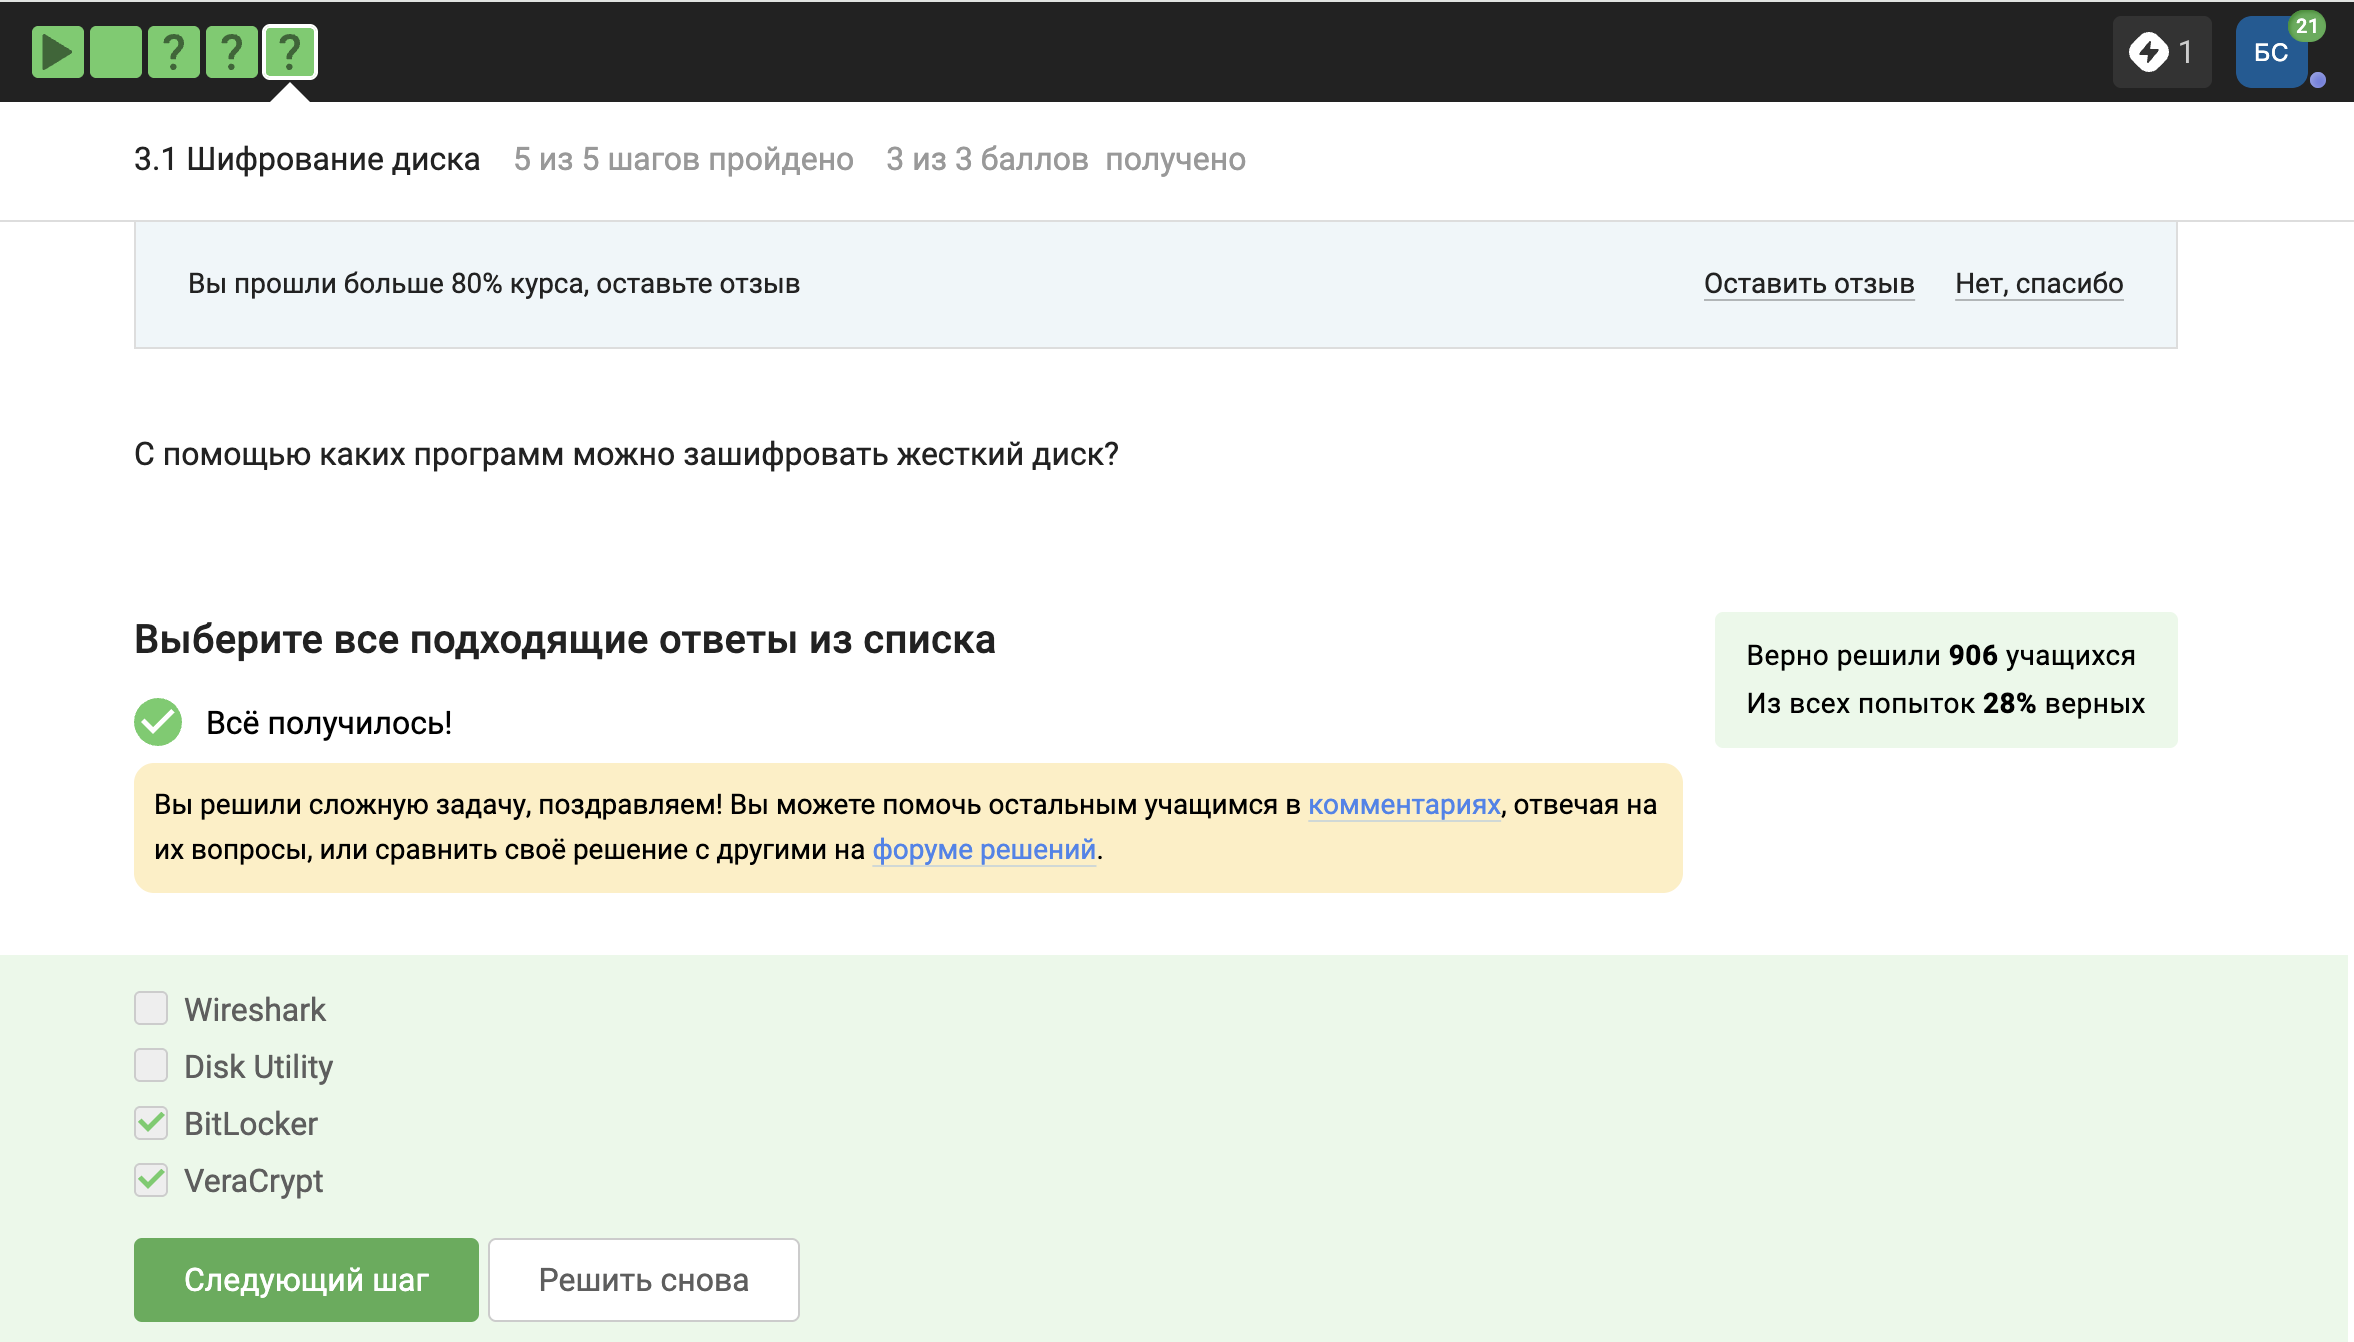 ? ? ?
1
БС
21
3.1 Шифрование диска 5 из 5 шагов пройдено 3 из 3 баллов получено
Вы прошли больше 80% курса, оставьте отзыв
Оставить отзыв Нет, спасибо
С помощью каких программ можно зашифровать жесткий диск?
Выберите все подходящие ответы из списка
Верно решили 906 учащихся
Из всех попыток 28% верных
Всё получилось!
Вы решили сложную задачу, поздравляем! Вы можете помочь остальным учащимся в комментариях, отвечая на
их вопросы, или сравнить своё решение с другими на форуме решений.
Wireshark
Disk Utility
BitLocker
VeraCrypt
Следующий шаг Решить снова